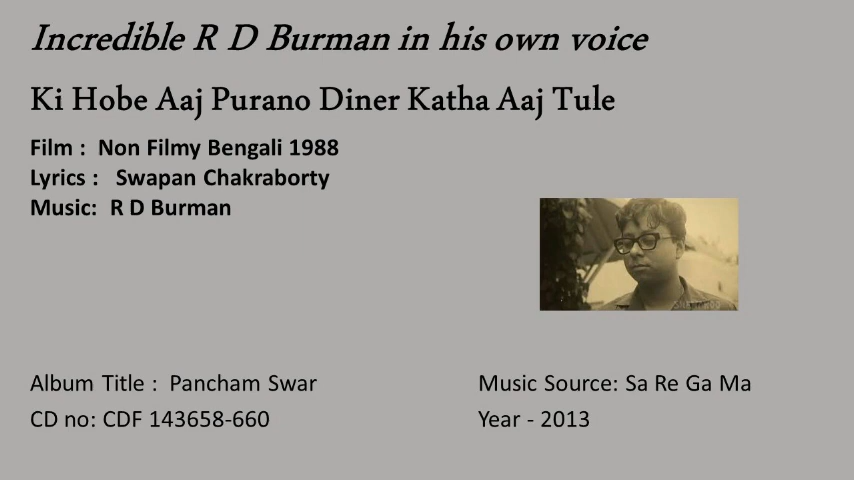 Incredible R D Burman in his own voice
Ki Hobe Aaj Purano Diner Katha Aaj Tule
Film :  Non Filmy Bengali 1988
Lyrics :   Swapan Chakraborty
Music:  R D Burman
Album Title :  Pancham Swar
CD no: CDF 143658-660
Music Source: Sa Re Ga Ma
Year - 2013